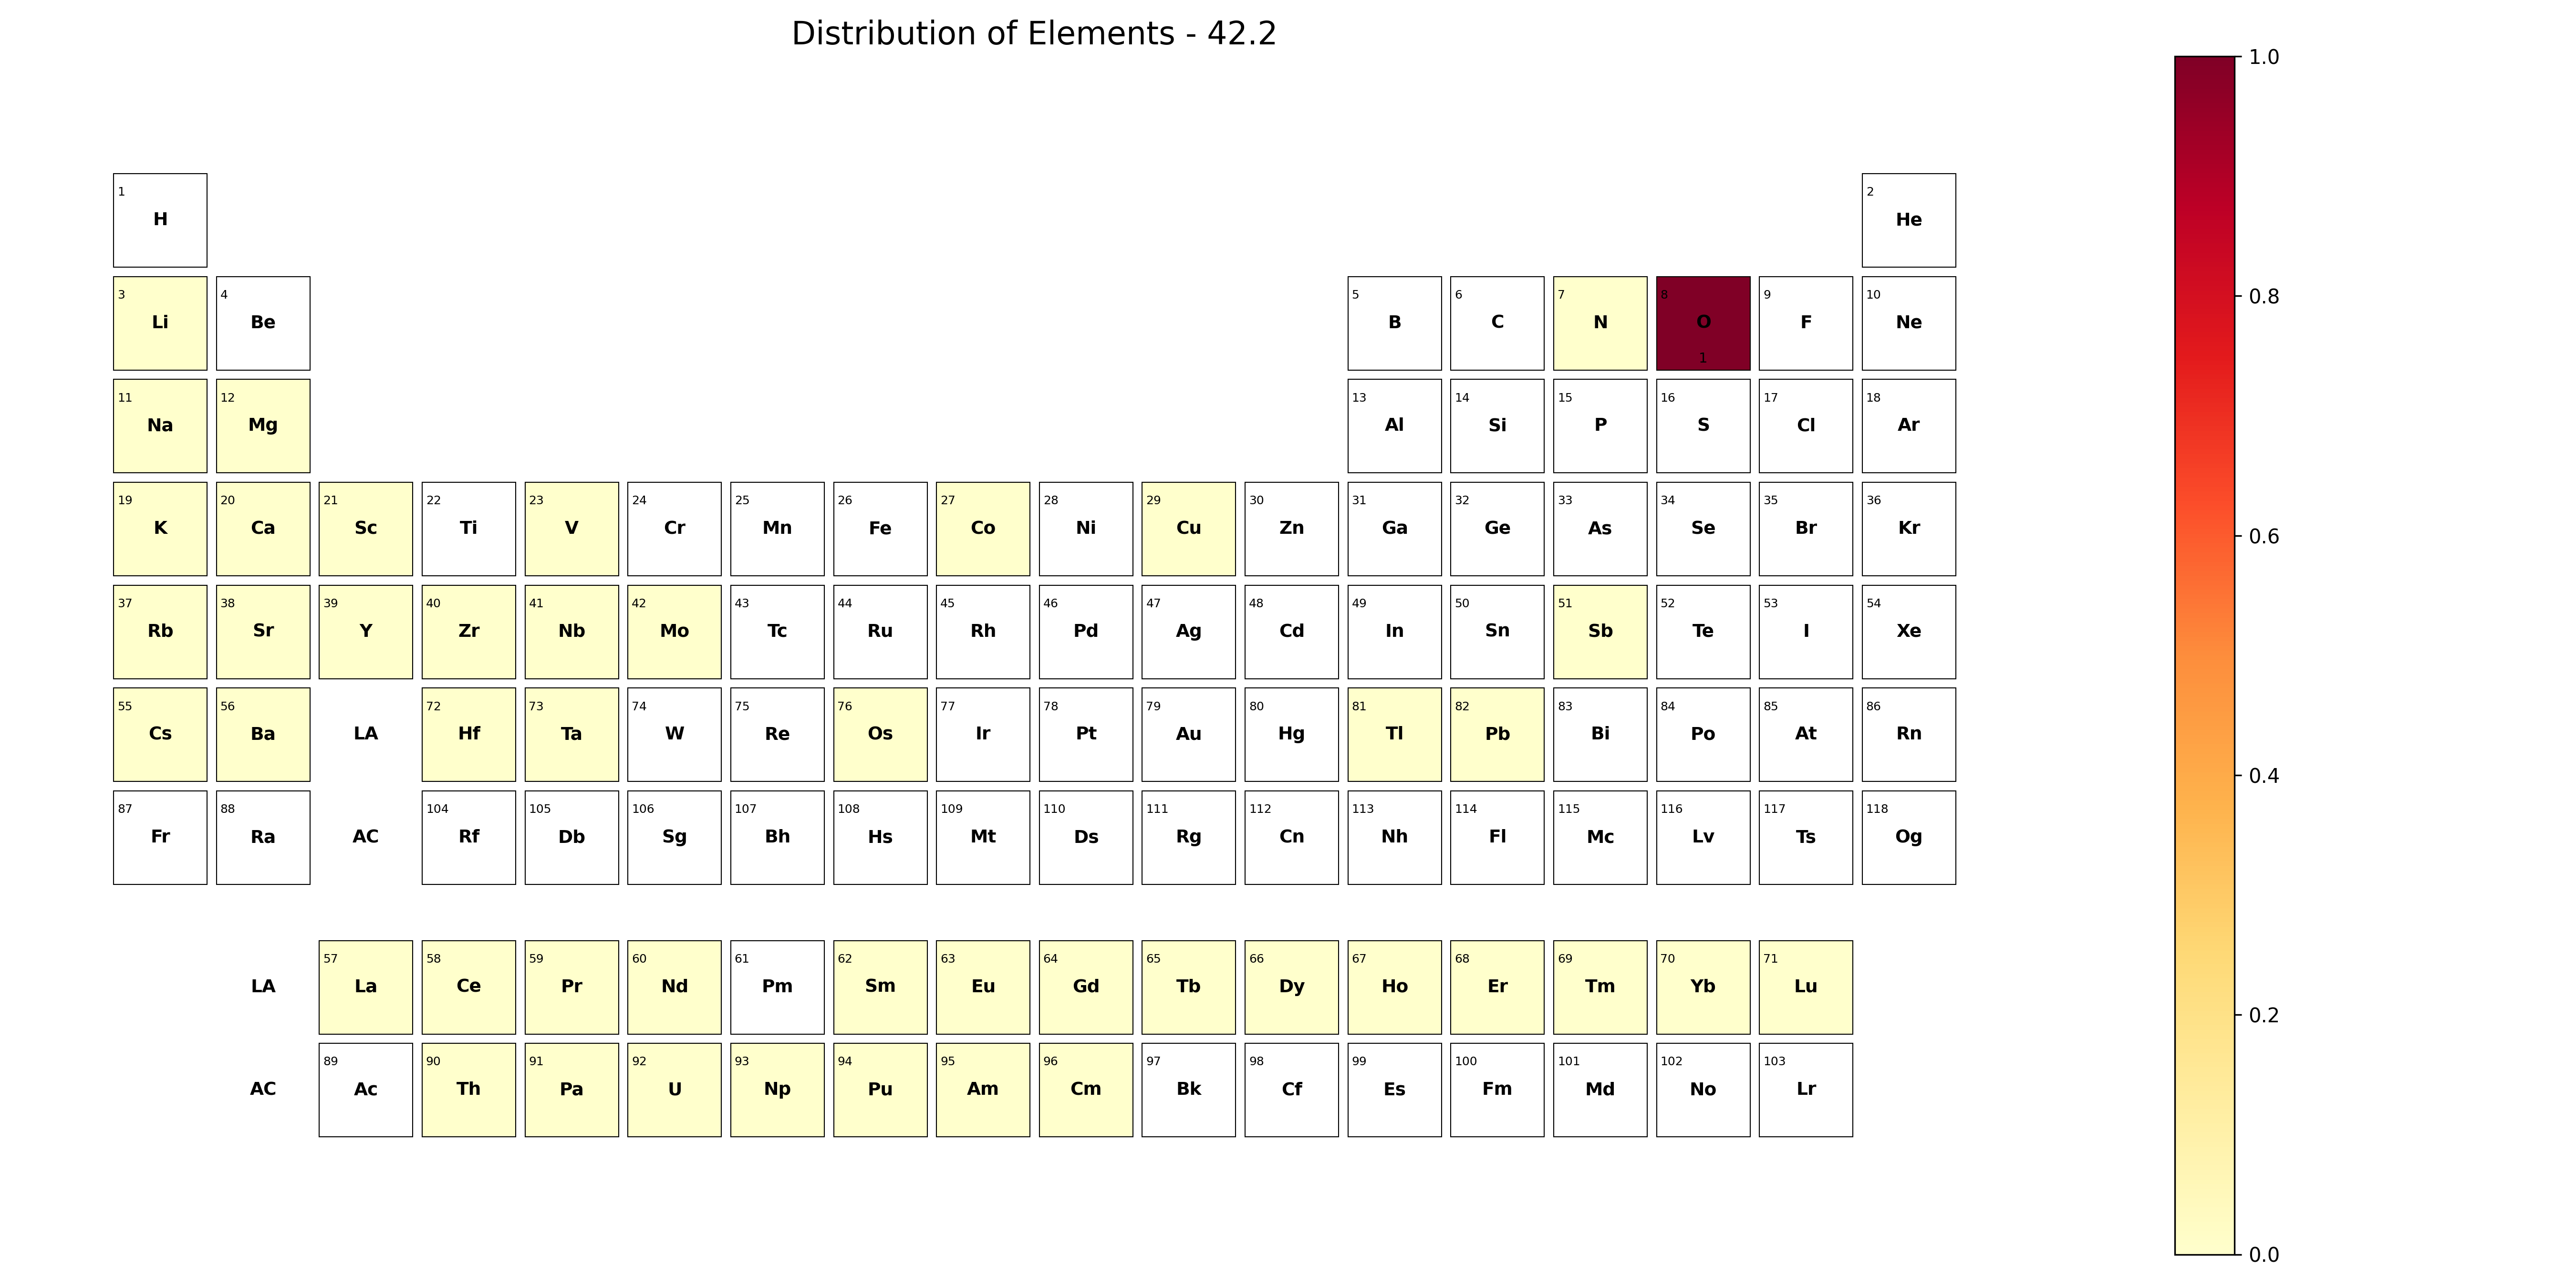 Distribution of Elements - 42.2
1.0
1 2
H He
3 4 5 6 7 8 9 10
Li Be B C N O F Ne
0.8
1
11 12 13 14 15 16 17 18
Na Mg Al Si P S Cl Ar
19 20 21 22 23 24 25 26 27 28 29 30 31 32 33 34 35 36
K Ca Sc Ti V Cr Mn Fe Co Ni Cu Zn Ga Ge As Se Br Kr
0.6
37 38 39 40 41 42 43 44 45 46 47 48 49 50 51 52 53 54
Rb Sr Y Zr Nb Mo Tc Ru Rh Pd Ag Cd In Sn Sb Te I Xe
55 56 72 73 74 75 76 77 78 79 80 81 82 83 84 85 86
Cs Ba LA Hf Ta W Re Os Ir Pt Au Hg Tl Pb Bi Po At Rn
0.4
87 88 104 105 106 107 108 109 110 111 112 113 114 115 116 117 118
Fr Ra AC Rf Db Sg Bh Hs Mt Ds Rg Cn Nh Fl Mc Lv Ts Og
57 58 59 60 61 62 63 64 65 66 67 68 69 70 71
LA La Ce Pr Nd Pm Sm Eu Gd Tb Dy Ho Er Tm Yb Lu
0.2
89 90 91 92 93 94 95 96 97 98 99 100 101 102 103
AC Ac Th Pa U Np Pu Am Cm Bk Cf Es Fm Md No Lr
0.0